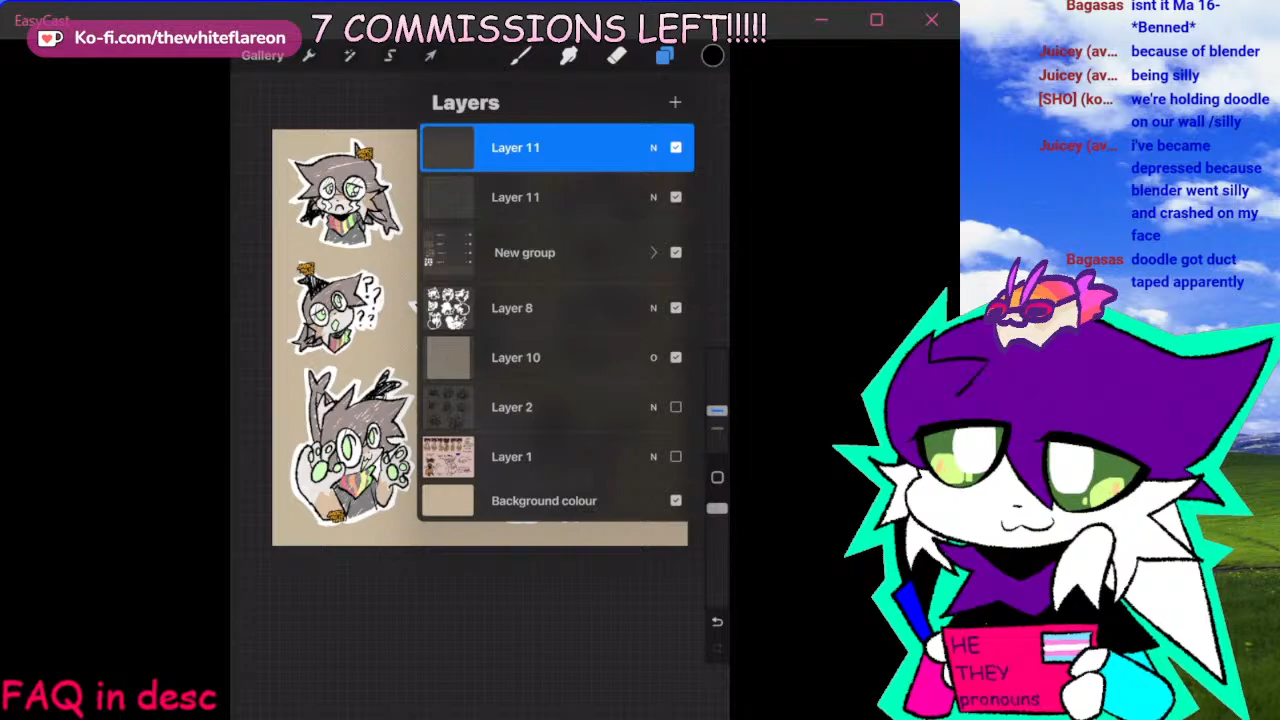 EasyCast
Ko-fi.com/thewhiteflareon
7 COMMISSIONS LEFT!!!!!
Gallery
Layers
Layer 11 N
Layer 11 N
New group
Layer 8 N
Layer 10 O
Layer 2 N
Layer 1 N
Background colour
??
??
FAQ in desc
Bagasas isnt it Ma 16-
*Benned*
Juicey (av... because of blender
Juicey (av... being silly
[SHO] (ko... we're holding doodle
on our wall /silly
Juicey (av... i've became
depressed because
blender went silly
and crashed on my
face
Bagasas doodle got duct
taped apparently
HE
THEY
pronouns